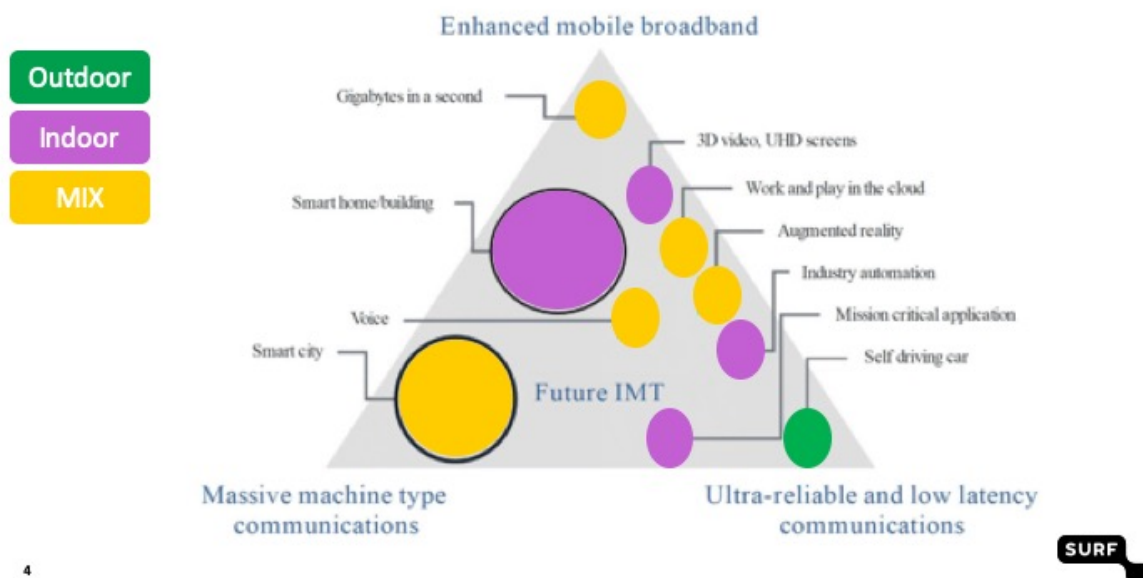 Enhanced mobile broadband
Outdoor
Indoor
MIX
Gigabytes in a second
3D video, UHD screens
Work and play in the cloud
Smart home/building
Augmented reality
Industry automation
Voice
Mission critical application
Smart city
Self driving car
Future IMT
Massive machine type
communications
Ultra-reliable and low latency
communications
SURF
4